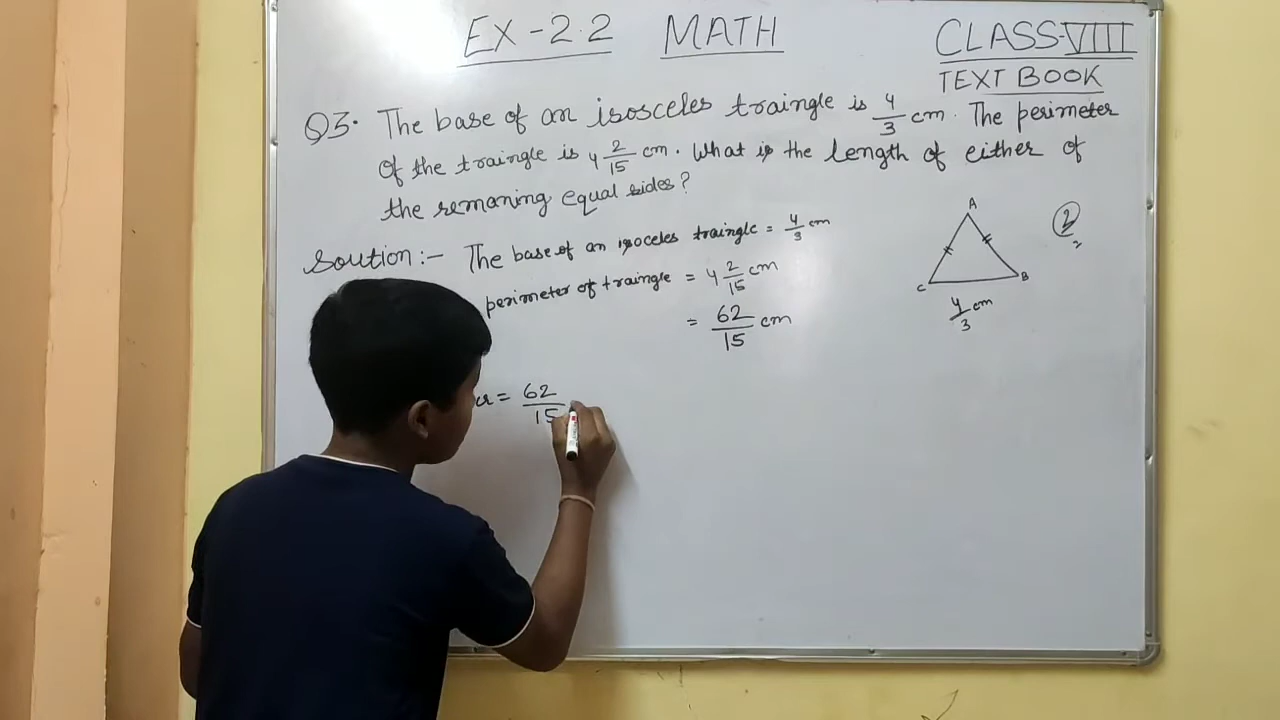 EX-2.2 MATH CLASS-VIII
TEXT BOOK
Q3. The base of an isosceles traingle is 4/3 cm. The perimeter
of the traingle is 4 2/15 cm. What is the length of either of
the remaning equal sides?
Soution:- The base of an isoceles traingle = 4/3 cm
perimeter of traingle = 4 2/15 cm
= 62/15 cm
= 62/15
A
C
B
4/3 cm